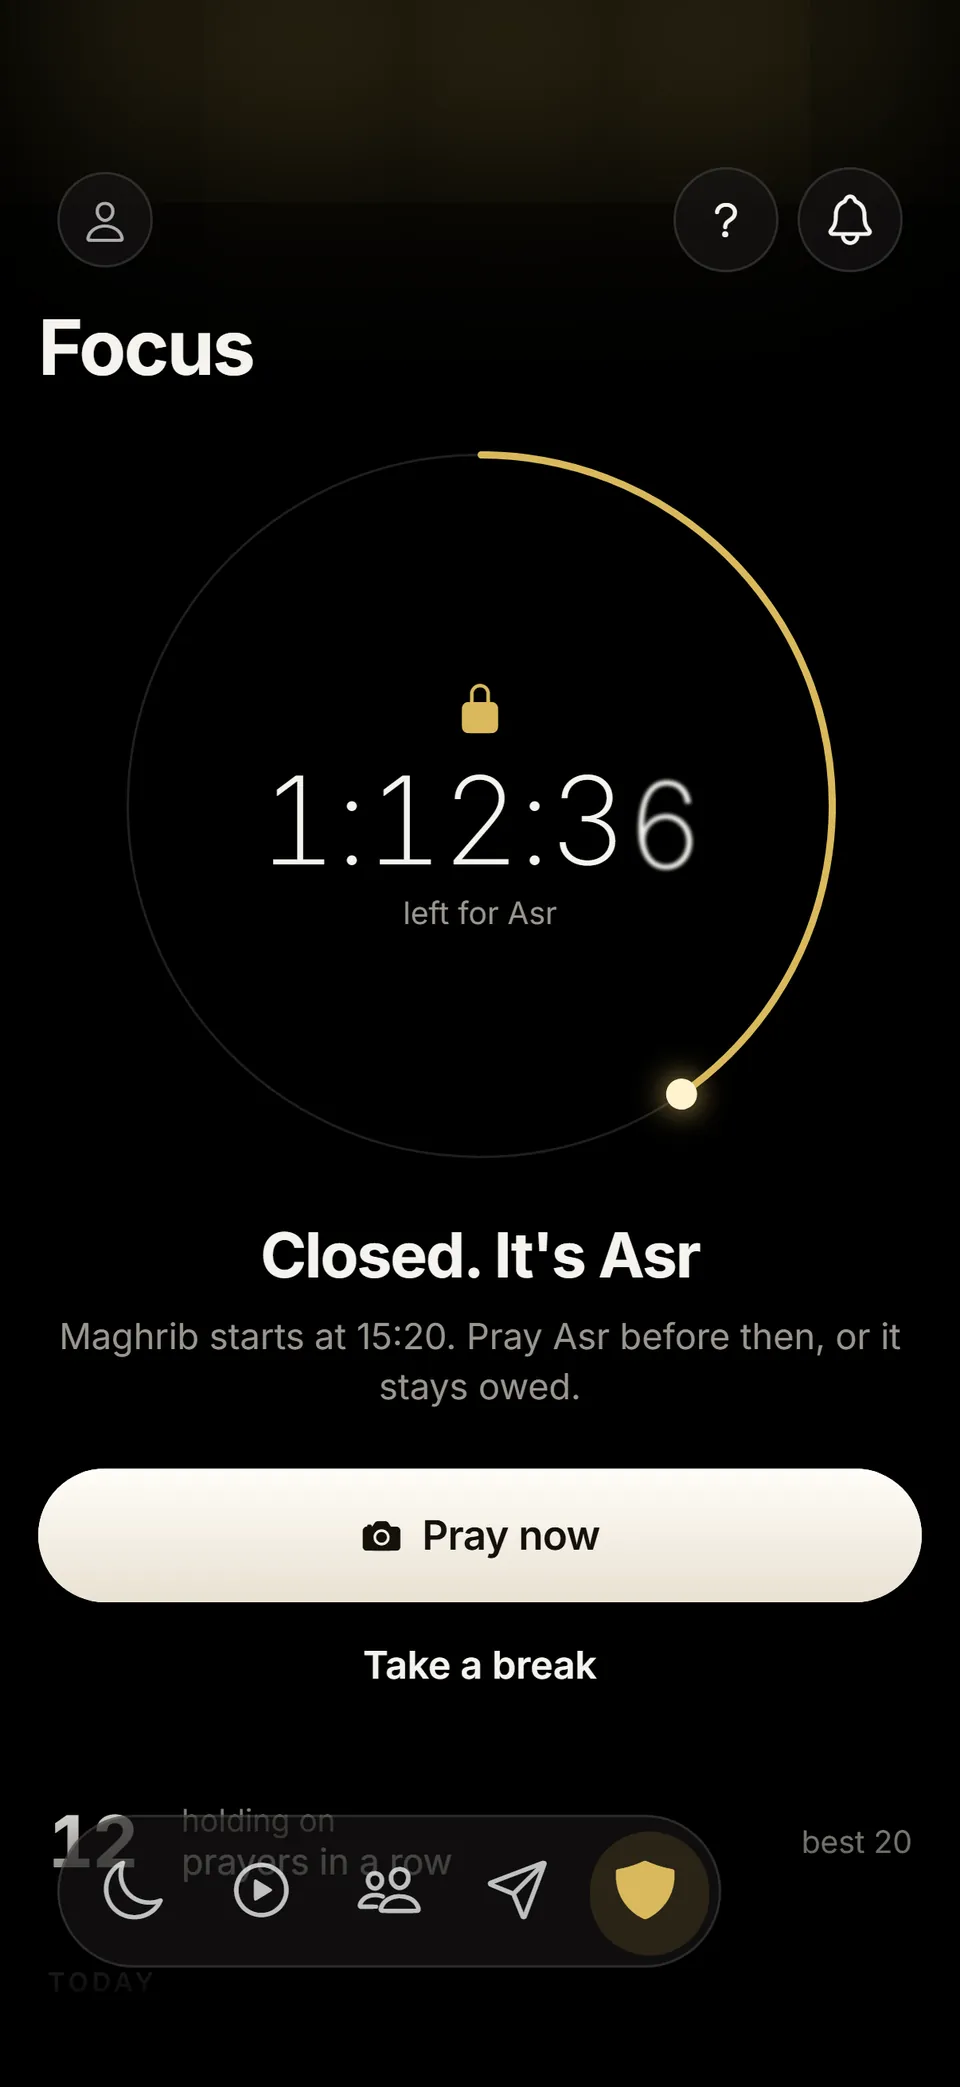 ?
Focus
1:12:36
left for Asr
Closed. It's Asr
Maghrib starts at 15:20. Pray Asr before then, or it
stays owed.
Pray now
Take a break
12
holding on
prayers in a row
best 20
TODAY